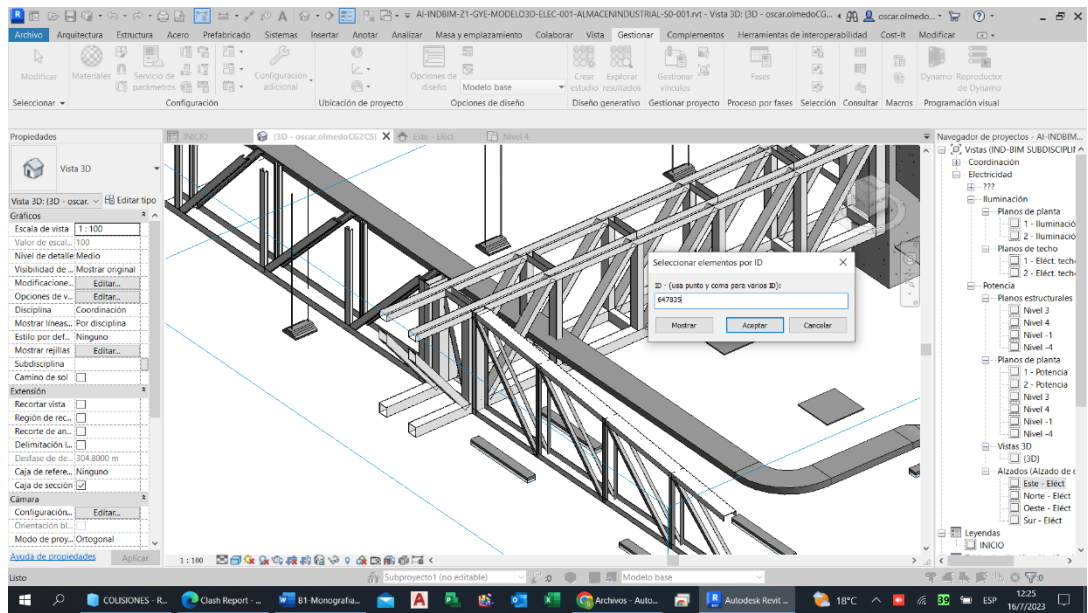 AI-INDBIM-Z1-GYE-MODELO3D-ELEC-001-ALMACENINDUSTRIAL-S0-001.rvt - Vista 3D: {3D - oscar.olmedoCG... oscar.olmedo...
Archivo Arquitectura Estructura Acero Prefabricado Sistemas Insertar Anotar Analizar Masa y emplazamiento Colaborar Vista Gestionar Complementos Herramientas de interoperabilidad Cost-It Modificar
Modificar Materiales Servicio de parámetros Configuración adicional Opciones de diseño Modelo base Crear estudio Explorar resultados Gestionar vínculos Fases Dynamo Reproductor de Dynamo
Seleccionar Configuración Ubicación de proyecto Opciones de diseño Diseño generativo Gestionar proyecto Proceso por fases Selección Consultar Macros Programación visual
Propiedades
INICIO (3D - oscar.olmedoCG2CS) Este - Eléct Nivel 4
Navegador de proyectos - AI-INDBIM...
Vista 3D
Vista 3D: {3D - oscar. Editar tipo
Gráficos
Escala de vista 1 : 100
Valor de escal... 100
Nivel de detalle Medio
Visibilidad de ... Mostrar original
Modificacione... Editar...
Opciones de v... Editar...
Disciplina Coordinación
Mostrar líneas... Por disciplina
Estilo por def... Ninguno
Mostrar rejillas Editar...
Subdisciplina
Camino de sol
Extensión
Recortar vista
Región de rec...
Recorte de an...
Delimitación l...
Desfase de de... 304.8000 m
Caja de refere... Ninguno
Caja de sección
Cámara
Configuración... Editar...
Orientación bl...
Modo de proy... Ortogonal
Ayuda de propiedades Aplicar
Seleccionar elementos por ID
ID - (usa punto y coma para varios ID):
647835
Mostrar Aceptar Cancelar
Vistas (IND-BIM SUBDISCIPLIN
Coordinación
Electricidad
???
Iluminación
Planos de planta
1 - Iluminació
2 - Iluminació
Planos de techo
1 - Eléct. tech
2 - Eléct. tech
Potencia
Planos estructurales
Nivel 3
Nivel 4
Nivel -1
Nivel -4
Planos de planta
1 - Potencia
2 - Potencia
Nivel 3
Nivel 4
Nivel -1
Nivel -4
Vistas 3D
{3D}
Alzados (Alzado de c
Este - Eléct
Norte - Eléct
Oeste - Eléct
Sur - Eléct
Leyendas
INICIO
1 : 100
Listo Subproyecto1 (no editable) :0 Modelo base :0
COLISIONES - R... Clash Report - ... B1-Monografia... Archivos - Auto... Autodesk Revit ... 18°C 39 ESP 12:25
16/7/2023